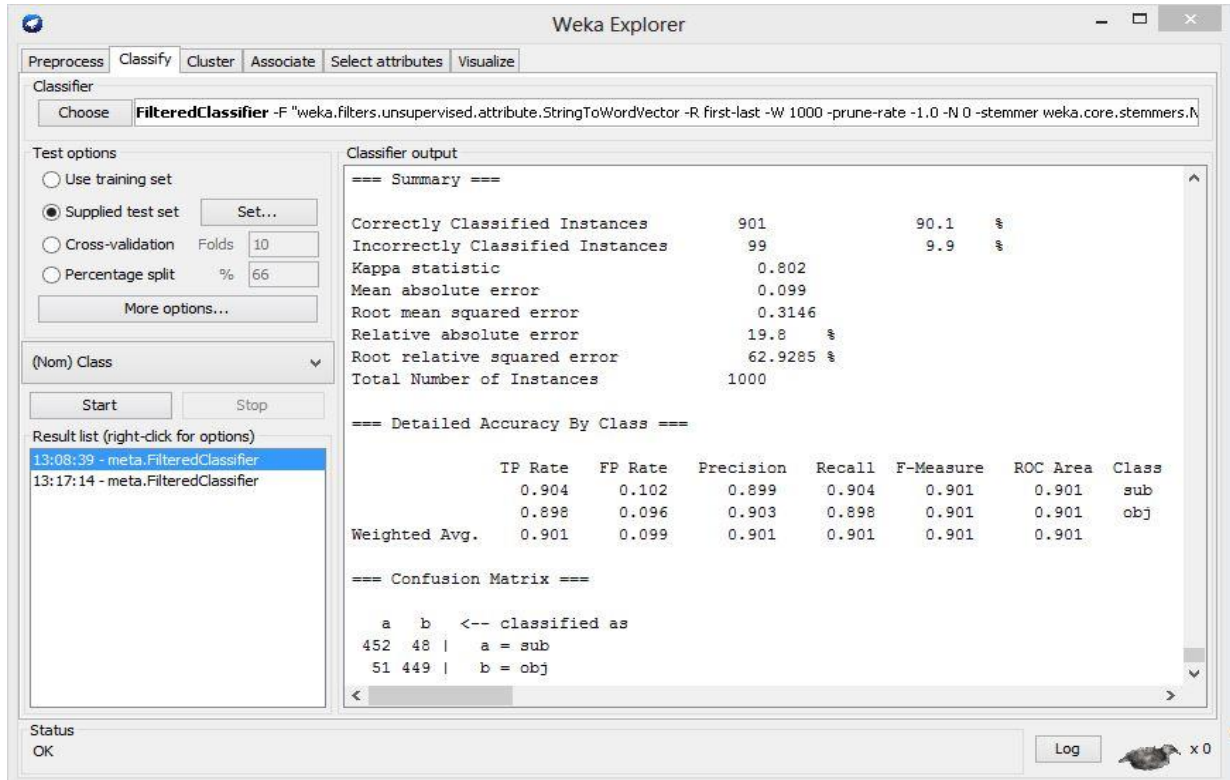 Weka Explorer
Preprocess Classify Cluster Associate Select attributes Visualize
Classifier
Choose FilteredClassifier -F "weka.filters.unsupervised.attribute.StringToWordVector -R first-last -W 1000 -prune-rate -1.0 -N 0 -stemmer weka.core.stemmers.N
Test options
Use training set
Supplied test set Set...
Cross-validation Folds 10
Percentage split % 66
More options...
(Nom) Class
Start Stop
Result list (right-click for options)
13:08:39 - meta.FilteredClassifier
13:17:14 - meta.FilteredClassifier
Classifier output
=== Summary ===
Correctly Classified Instances 901 90.1 %
Incorrectly Classified Instances 99 9.9 %
Kappa statistic 0.802
Mean absolute error 0.099
Root mean squared error 0.3146
Relative absolute error 19.8 %
Root relative squared error 62.9285 %
Total Number of Instances 1000
=== Detailed Accuracy By Class ===
TP Rate FP Rate Precision Recall F-Measure ROC Area Class
0.904 0.102 0.899 0.904 0.901 0.901 sub
0.898 0.096 0.903 0.898 0.901 0.901 obj
Weighted Avg. 0.901 0.099 0.901 0.901 0.901 0.901
=== Confusion Matrix ===
a b <-- classified as
452 48 | a = sub
51 449 | b = obj
Status
OK
Log x 0